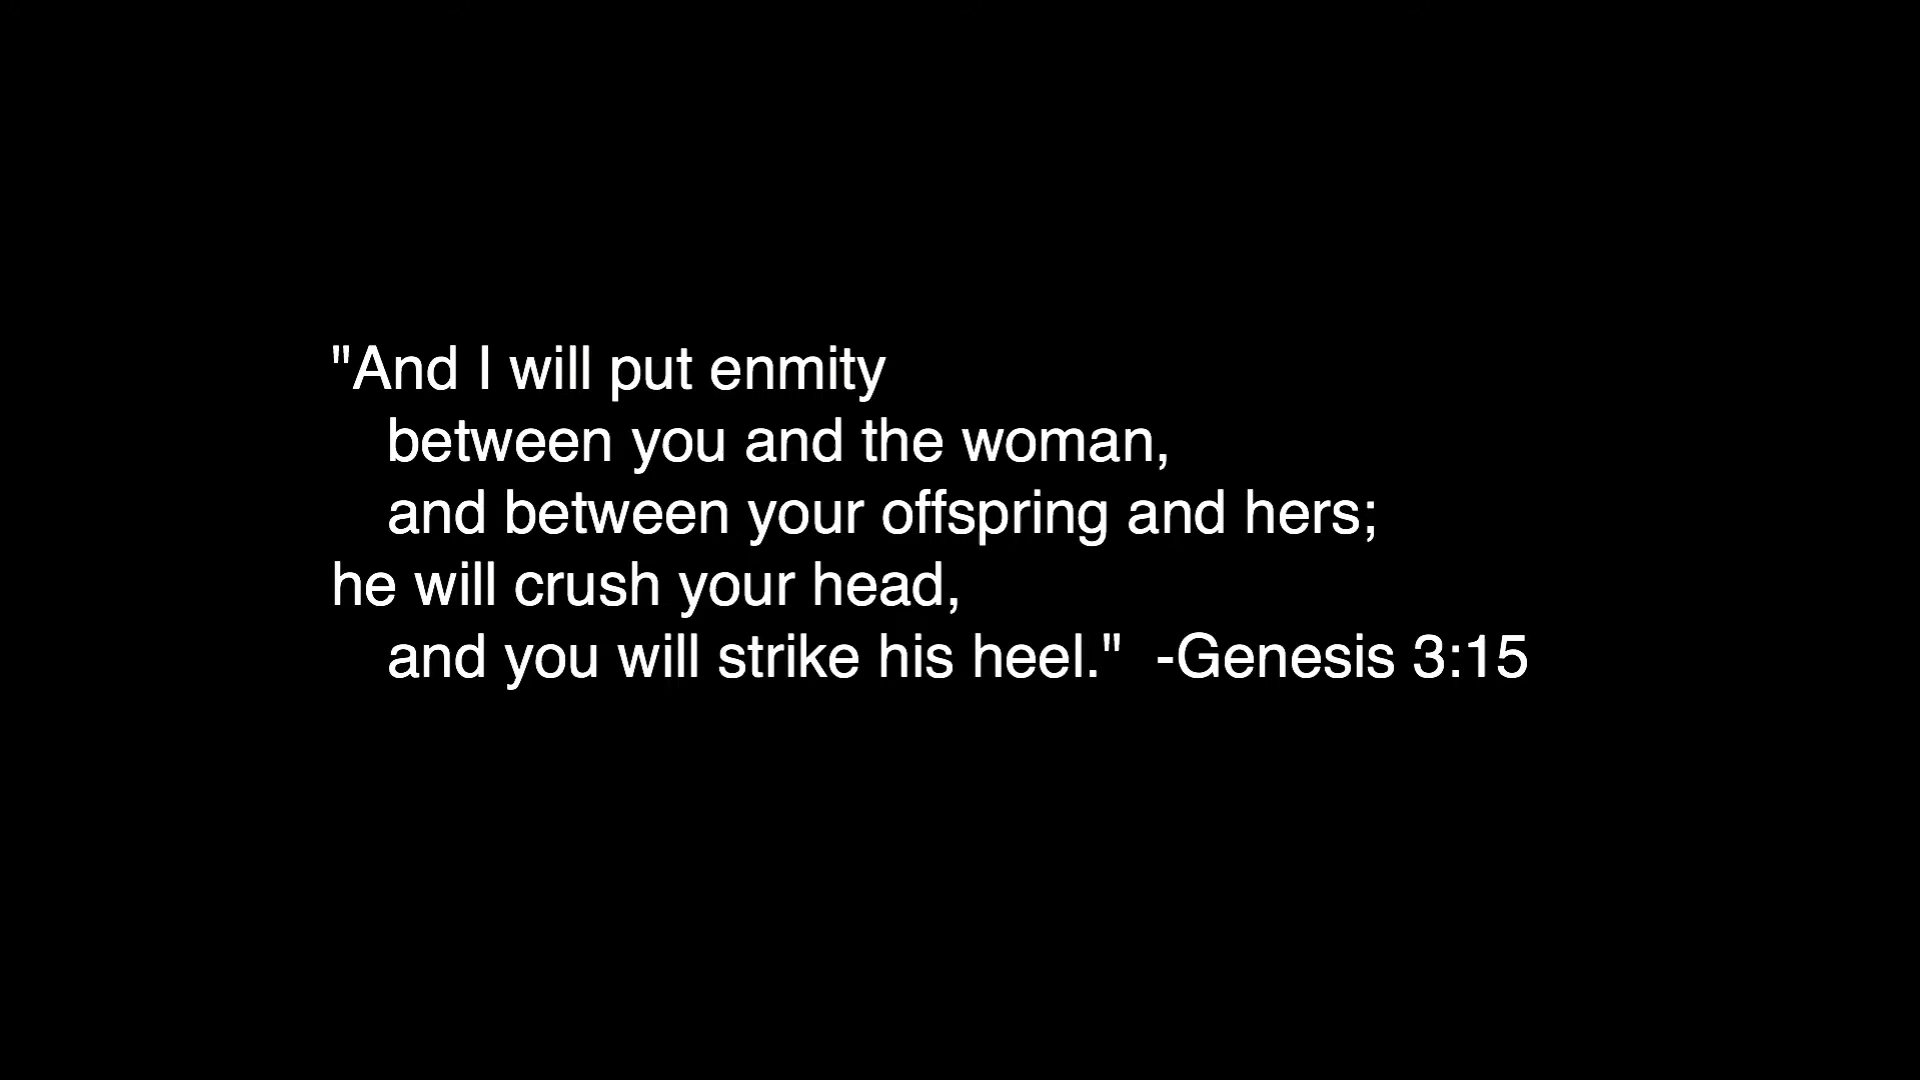 "And I will put enmity
between you and the woman,
and between your offspring and hers;
he will crush your head,
and you will strike his heel."  -Genesis 3:15